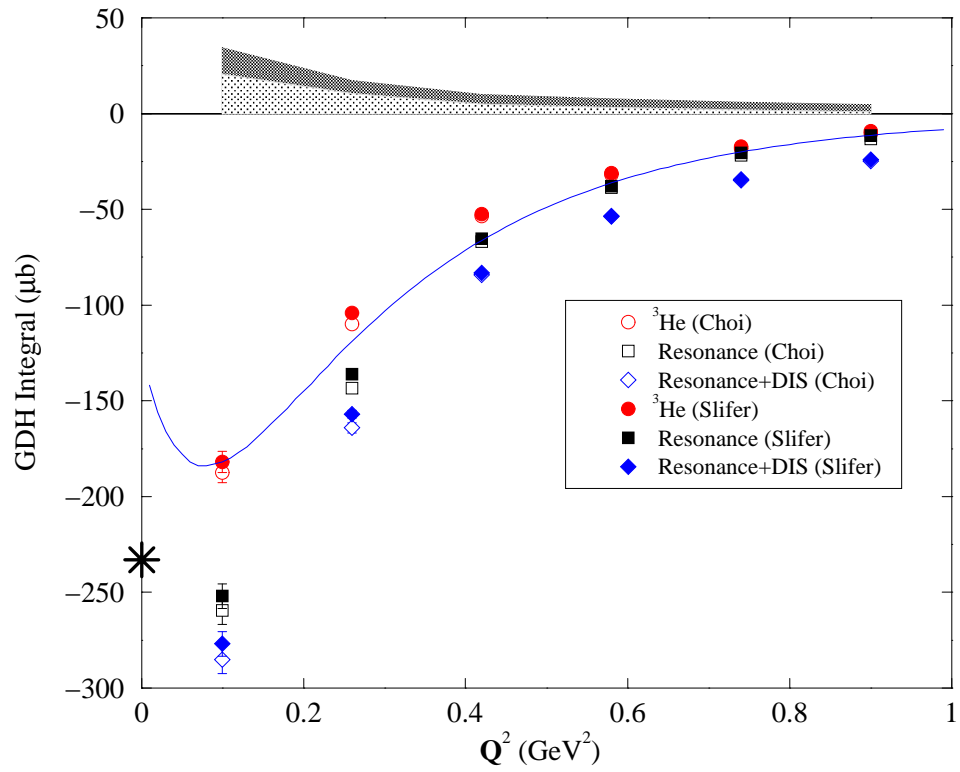 50
0
−50
−100
−150
−200
−250
−300
GDH Integral (μb)
³He (Choi)
Resonance (Choi)
Resonance+DIS (Choi)
³He (Slifer)
Resonance (Slifer)
Resonance+DIS (Slifer)
0 0.2 0.4 0.6 0.8 1
Q² (GeV²)